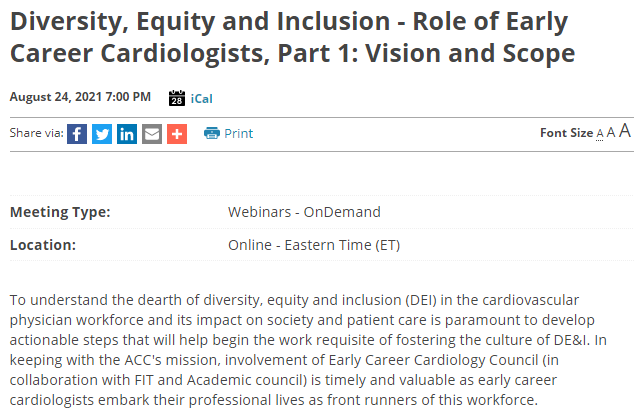 Diversity, Equity and Inclusion - Role of Early
Career Cardiologists, Part 1: Vision and Scope
August 24, 2021 7:00 PM 28 iCal
Share via: f in + Print Font Size A A A
Meeting Type: Webinars - OnDemand
Location: Online - Eastern Time (ET)
To understand the dearth of diversity, equity and inclusion (DEI) in the cardiovascular
physician workforce and its impact on society and patient care is paramount to develop
actionable steps that will help begin the work requisite of fostering the culture of DE&I. In
keeping with the ACC's mission, involvement of Early Career Cardiology Council (in
collaboration with FIT and Academic council) is timely and valuable as early career
cardiologists embark their professional lives as front runners of this workforce.